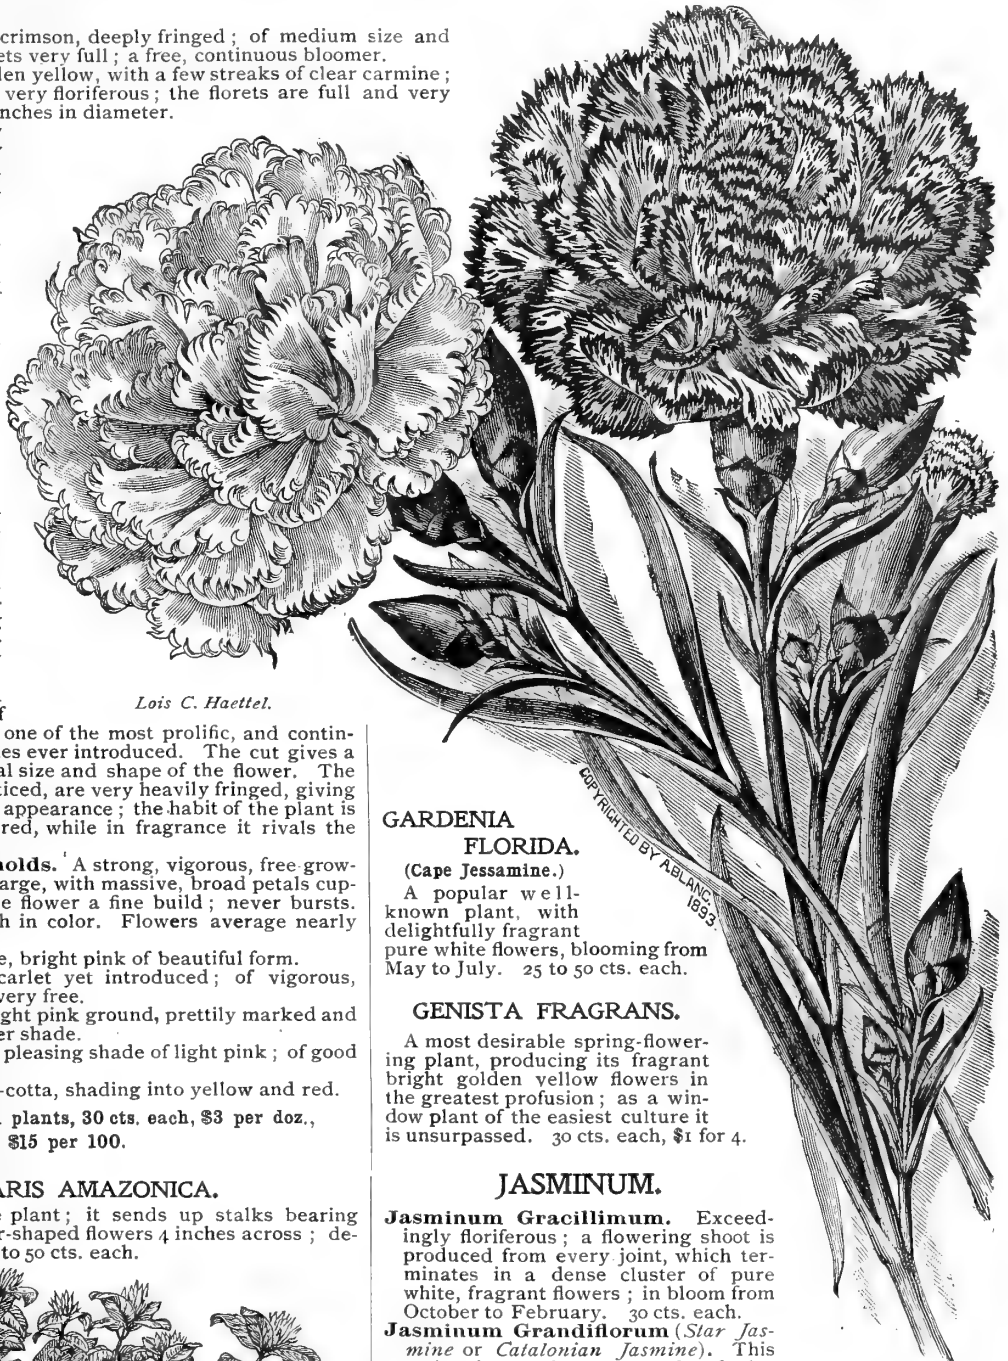 crimson, deeply fringed ; of medium size and
very full ; a free, continuous bloomer.
yellow, with a few streaks of clear carmine ;
very floriferous ; the florets are full and very
in diameter.
Lois C. Haettel.
one of the most prolific, and contin-
ever introduced. The cut gives a
size and shape of the flower. The
are very heavily fringed, giving
appearance ; the habit of the plant is
while in fragrance it rivals the
A strong, vigorous, free-grow-
with massive, broad petals cup-
flower a fine build ; never bursts.
in color. Flowers average nearly
bright pink of beautiful form.
yet introduced ; of vigorous,
very free.
pink ground, prettily marked and
shade.
pleasing shade of light pink ; of good
-cotta, shading into yellow and red.
plants, 30 cts. each, $3 per doz.,
$15 per 100.
AMAZONICA.
plant ; it sends up stalks bearing
-shaped flowers 4 inches across ; de-
to 50 cts. each.
COPYRIGHTED BY A.BLANC.
1893.
GARDENIA
FLORIDA.
(Cape Jessamine.)
A popular well-
known plant, with
delightfully fragrant
pure white flowers, blooming from
May to July. 25 to 50 cts. each.
GENISTA FRAGRANS.
A most desirable spring-flower-
ing plant, producing its fragrant
bright golden yellow flowers in
the greatest profusion ; as a win-
dow plant of the easiest culture it
is unsurpassed. 30 cts. each, $1 for 4.
JASMINUM.
Jasminum Gracillimum. Exceed-
ingly floriferous ; a flowering shoot is
produced from every joint, which ter-
minates in a dense cluster of pure
white, fragrant flowers ; in bloom from
October to February. 30 cts. each.
Jasminum Grandiflorum (Star Jas-
mine or Catalonian Jasmine). This